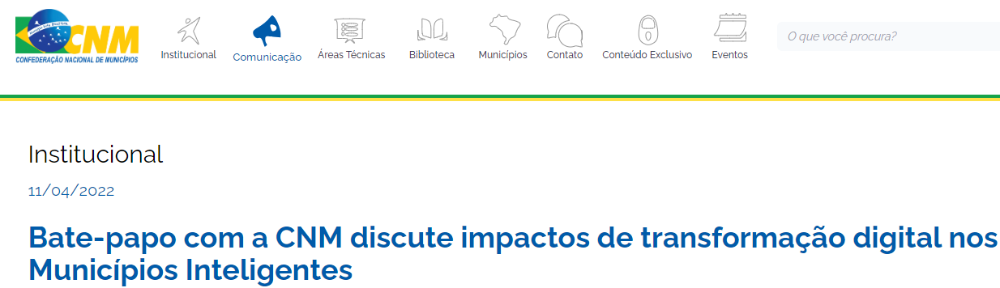 CNM
CONFEDERAÇÃO NACIONAL DE MUNICÍPIOS
Institucional
Comunicação
Áreas Técnicas
Biblioteca
Municípios
Contato
Conteúdo Exclusivo
Eventos
O que você procura?
Institucional
11/04/2022
Bate-papo com a CNM discute impactos de transformação digital nos
Municípios Inteligentes